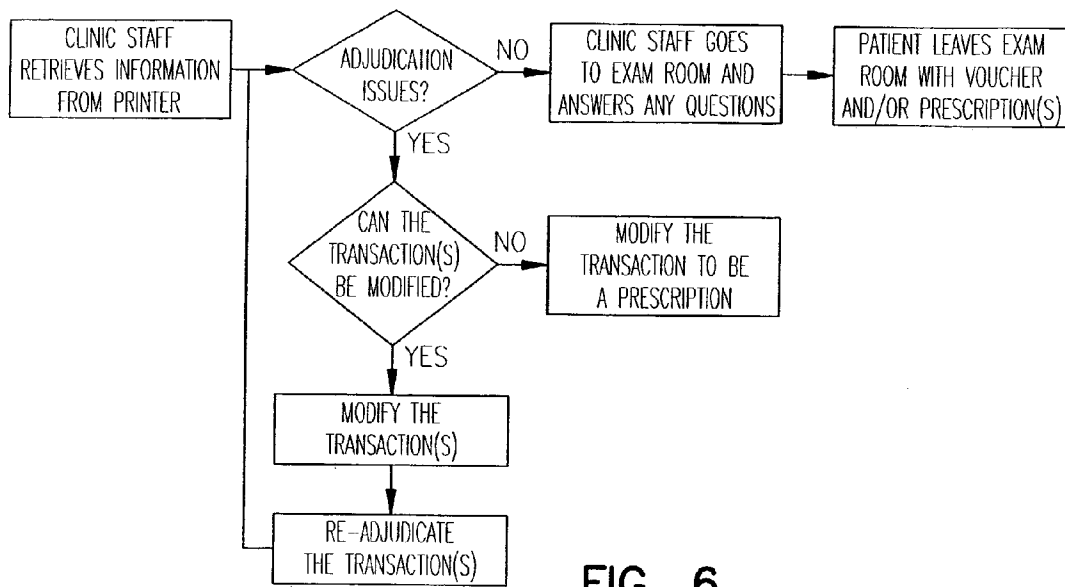 CLINIC STAFF
RETRIEVES INFORMATION
FROM PRINTER
ADJUDICATION
ISSUES?
NO
CLINIC STAFF GOES
TO EXAM ROOM AND
ANSWERS ANY QUESTIONS
PATIENT LEAVES EXAM
ROOM WITH VOUCHER
AND/OR PRESCRIPTION(S)
YES
CAN THE
TRANSACTION(S)
BE MODIFIED?
NO
MODIFY THE
TRANSACTION TO BE
A PRESCRIPTION
YES
MODIFY THE
TRANSACTION(S)
RE-ADJUDICATE
THE TRANSACTION(S)
FIG. 6